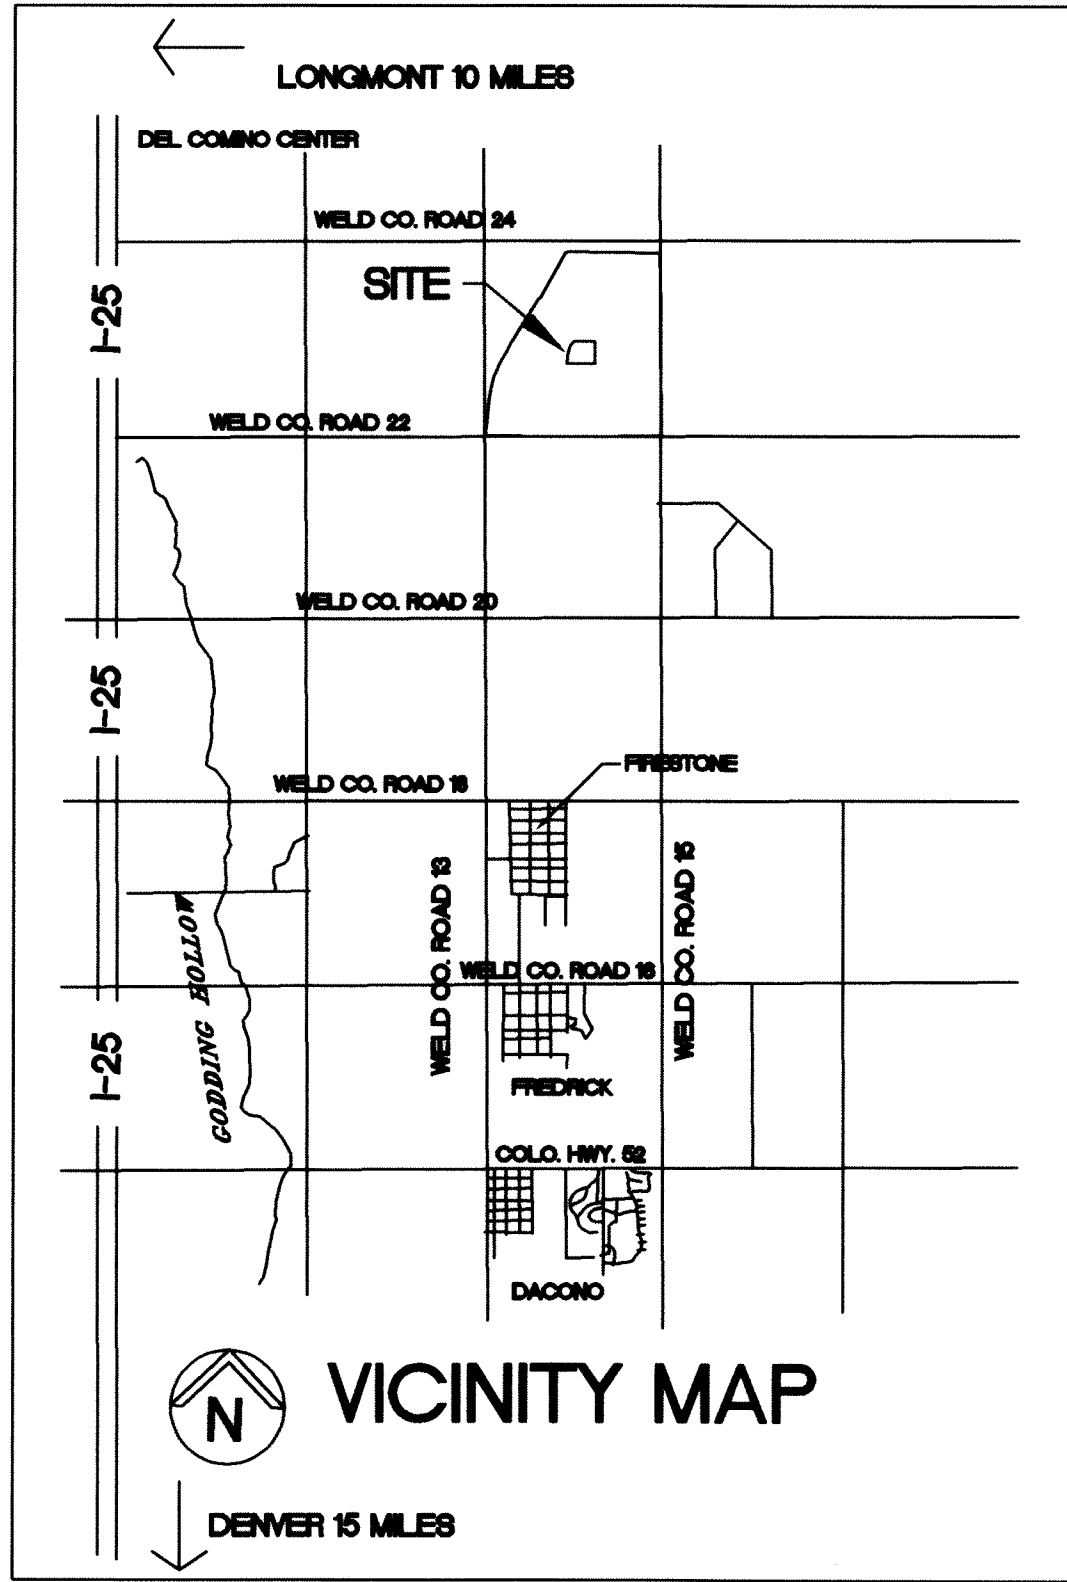 LONGMONT 10 MILES
DEL COMINO CENTER
WELD CO. ROAD 24
SITE
I-25
WELD CO. ROAD 22
WELD CO. ROAD 20
I-25
FIRESTONE
WELD CO. ROAD 18
WELD CO. ROAD 13
WELD CO. ROAD 15
GODDING HOLLOW
WELD CO. ROAD 16
I-25
FREDRICK
COLO. HWY. 52
DACONO
N
VICINITY MAP
DENVER 15 MILES